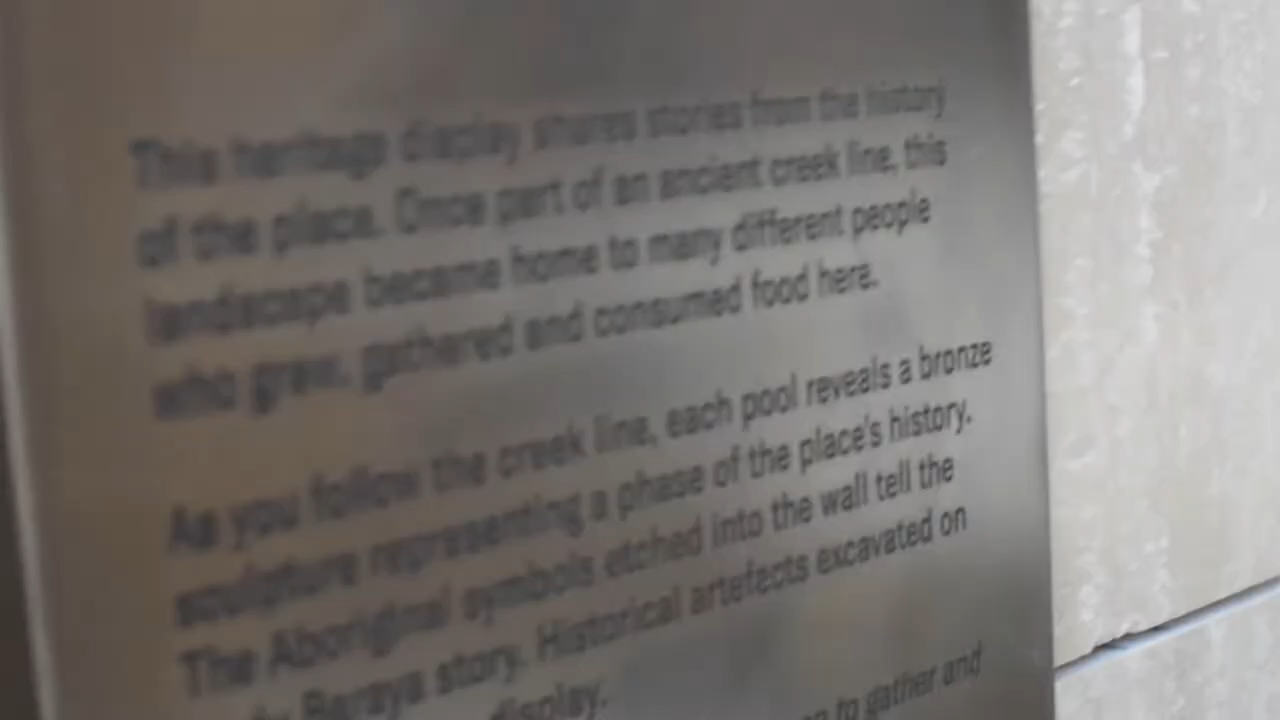 This heritage display shares stories from the history
of the place. Once part of an ancient creek line, this
landscape became home to many different people
who grew, gathered and consumed food here.
As you follow the creek line, each pool reveals a bronze
sculpture representing a phase of the place's history.
The Aboriginal symbols etched into the wall tell the
Baraya story. Historical artefacts excavated on
display.
to gather and